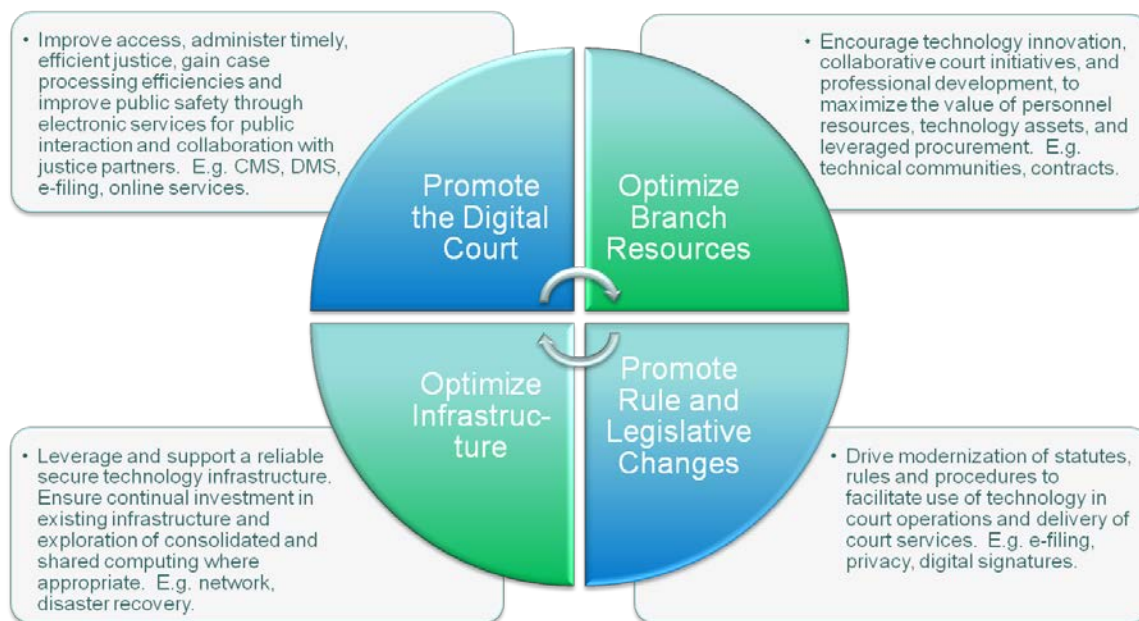 • Improve access, administer timely,
efficient justice, gain case
processing efficiencies and
improve public safety through
electronic services for public
interaction and collaboration with
justice partners.  E.g. CMS, DMS,
e-filing, online services.
• Encourage technology innovation,
collaborative court initiatives, and
professional development, to
maximize the value of personnel
resources, technology assets, and
leveraged procurement.  E.g.
technical communities, contracts.
Promote
the Digital
Court
Optimize
Branch
Resources
Optimize
Infrastruc-
ture
Promote
Rule and
Legislative
Changes
• Leverage and support a reliable
secure technology infrastructure.
Ensure continual investment in
existing infrastructure and
exploration of consolidated and
shared computing where
appropriate.  E.g. network,
disaster recovery.
• Drive modernization of statutes,
rules and procedures to
facilitate use of technology in
court operations and delivery of
court services.  E.g. e-filing,
privacy, digital signatures.